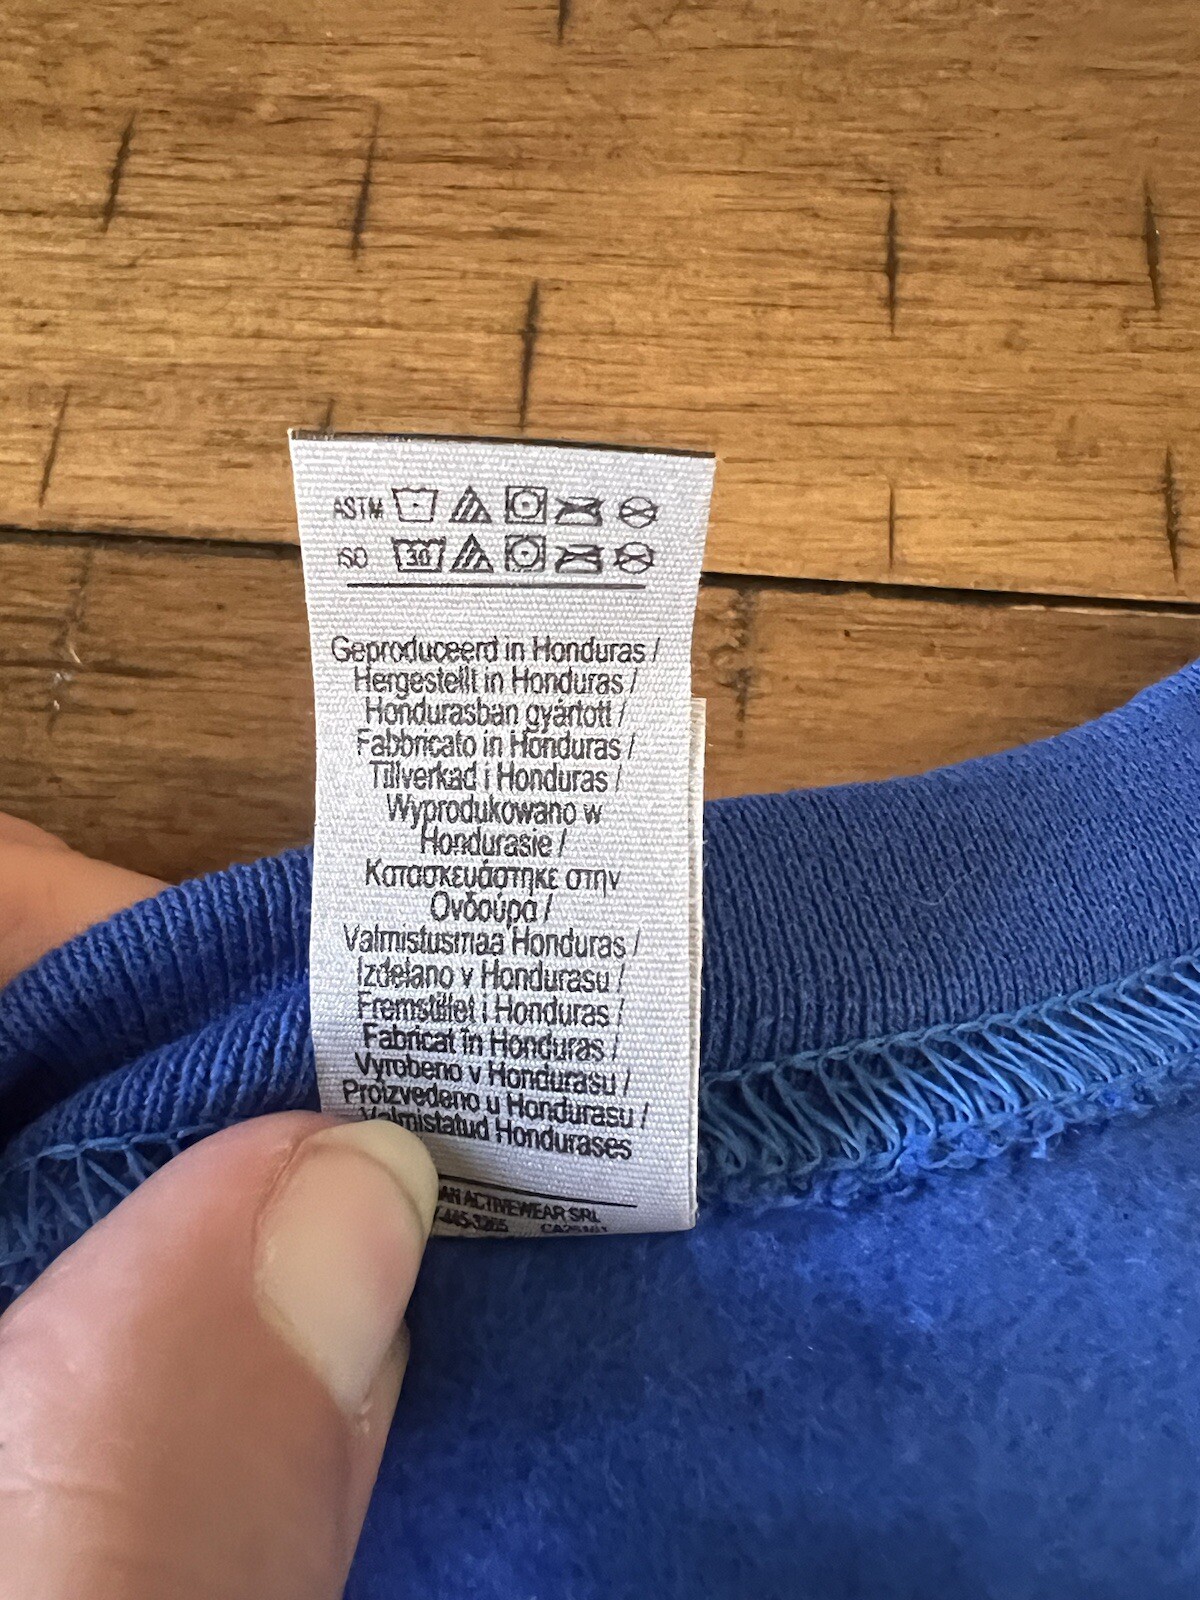 ASTM
ISO 30
Geproduceerd in Honduras /
Hergestellt in Honduras /
Hondurasban gyártott /
Fabbricato in Honduras /
Tillverkad i Honduras /
Wyprodukowano w
Hondurasie /
Κατασκευάστηκε στην
Ονδούρα /
Valmistusmaa Honduras /
Izdelano v Hondurasu /
Fremstillet i Honduras /
Fabricat în Honduras /
Vyrobeno v Hondurasu /
Proizvedeno u Hondurasu /
Valmistatud Hondurases
ACTIVEWEAR SRL